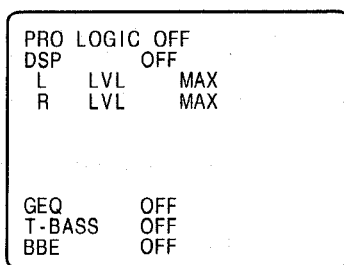 PRO LOGIC OFF
DSP OFF
L LVL MAX
R LVL MAX
GEQ OFF
T-BASS OFF
BBE OFF